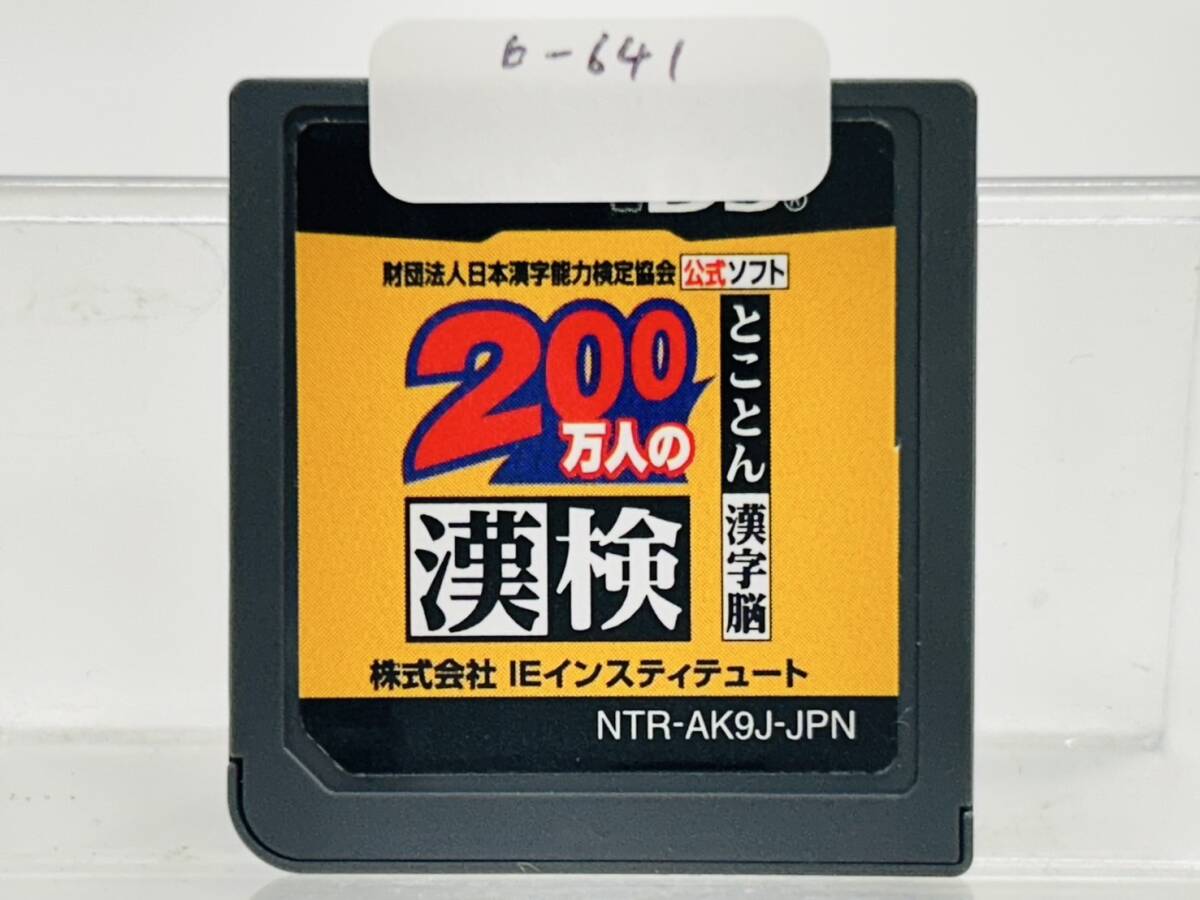 6-641
DS®
財団法人日本漢字能力検定協会 公式ソフト
200
万人の
漢検
とことん
漢字脳
株式会社 IEインスティテュート
NTR-AK9J-JPN